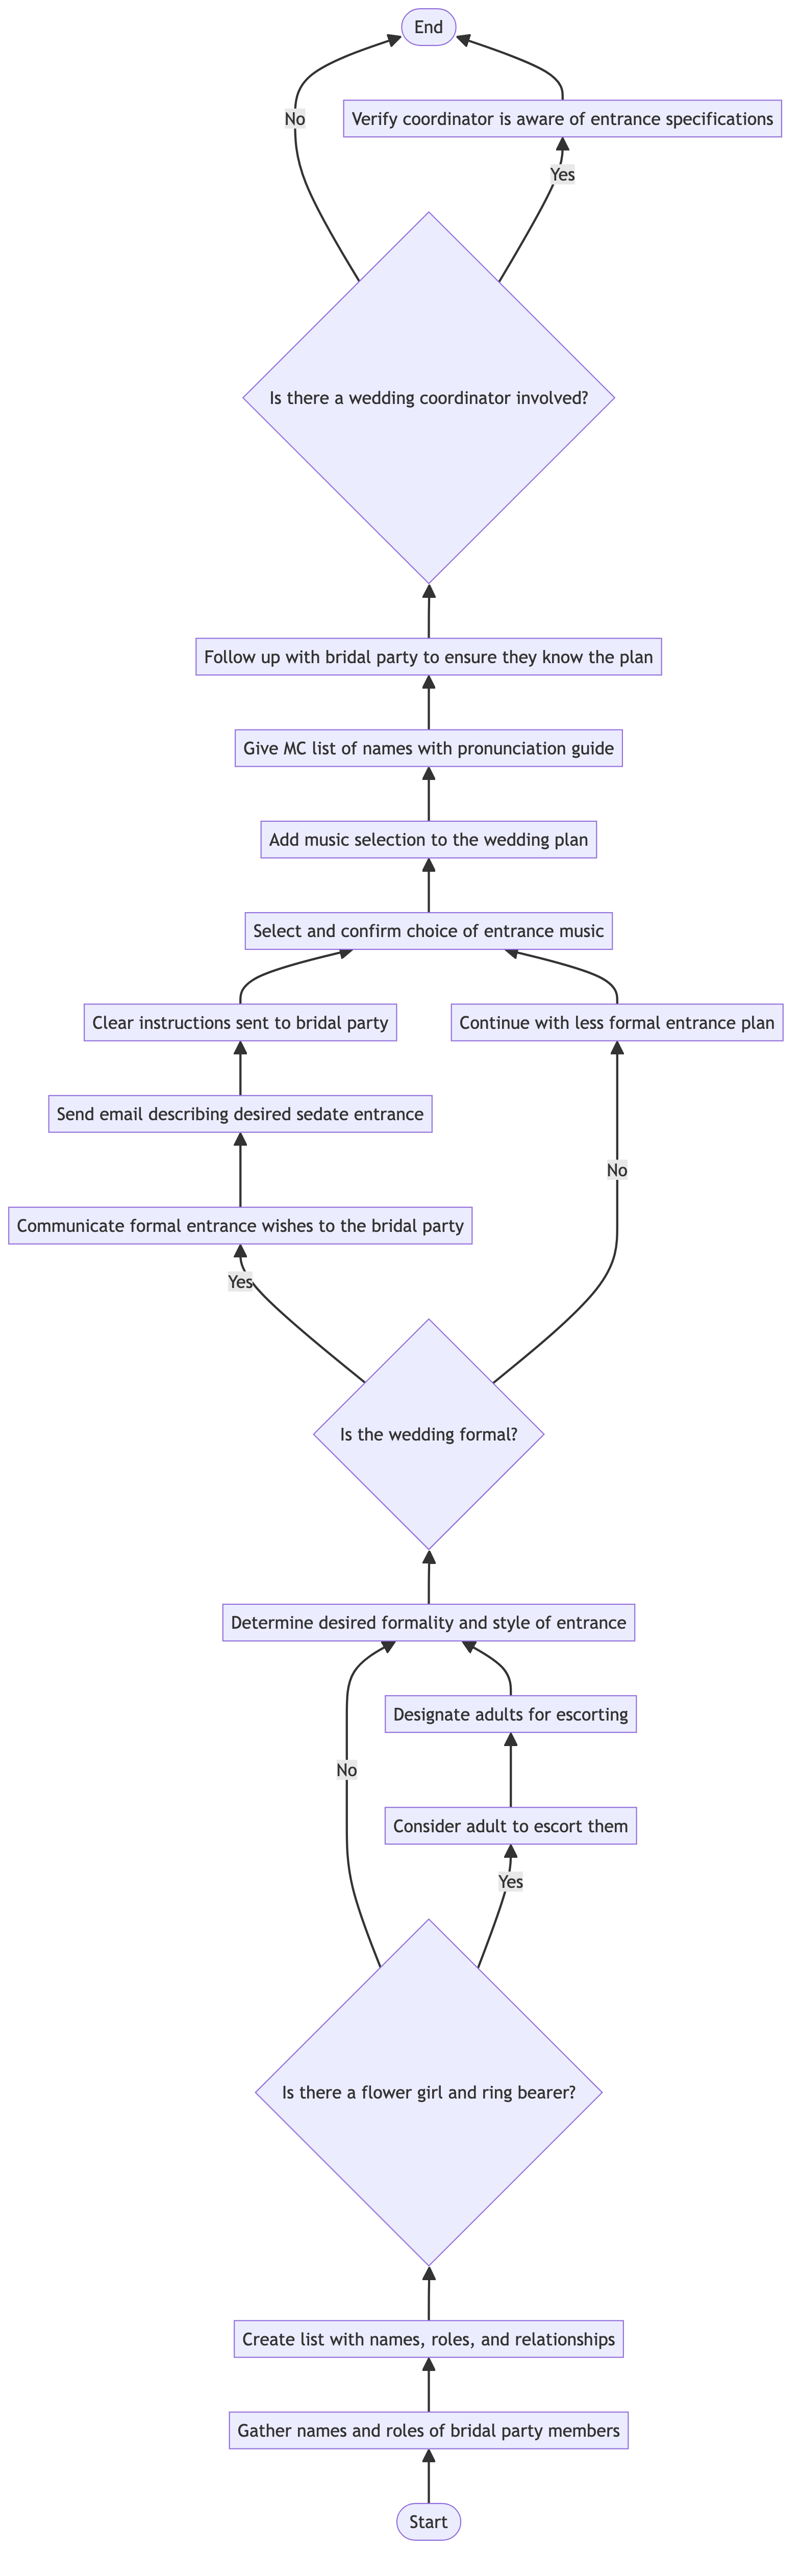 End
Verify coordinator is aware of entrance specifications
No
Yes
Is there a wedding coordinator involved?
Follow up with bridal party to ensure they know the plan
Give MC list of names with pronunciation guide
Add music selection to the wedding plan
Select and confirm choice of entrance music
Clear instructions sent to bridal party
Continue with less formal entrance plan
Send email describing desired sedate entrance
No
Communicate formal entrance wishes to the bridal party
Yes
Is the wedding formal?
Determine desired formality and style of entrance
Designate adults for escorting
No
Consider adult to escort them
Yes
Is there a flower girl and ring bearer?
Create list with names, roles, and relationships
Gather names and roles of bridal party members
Start